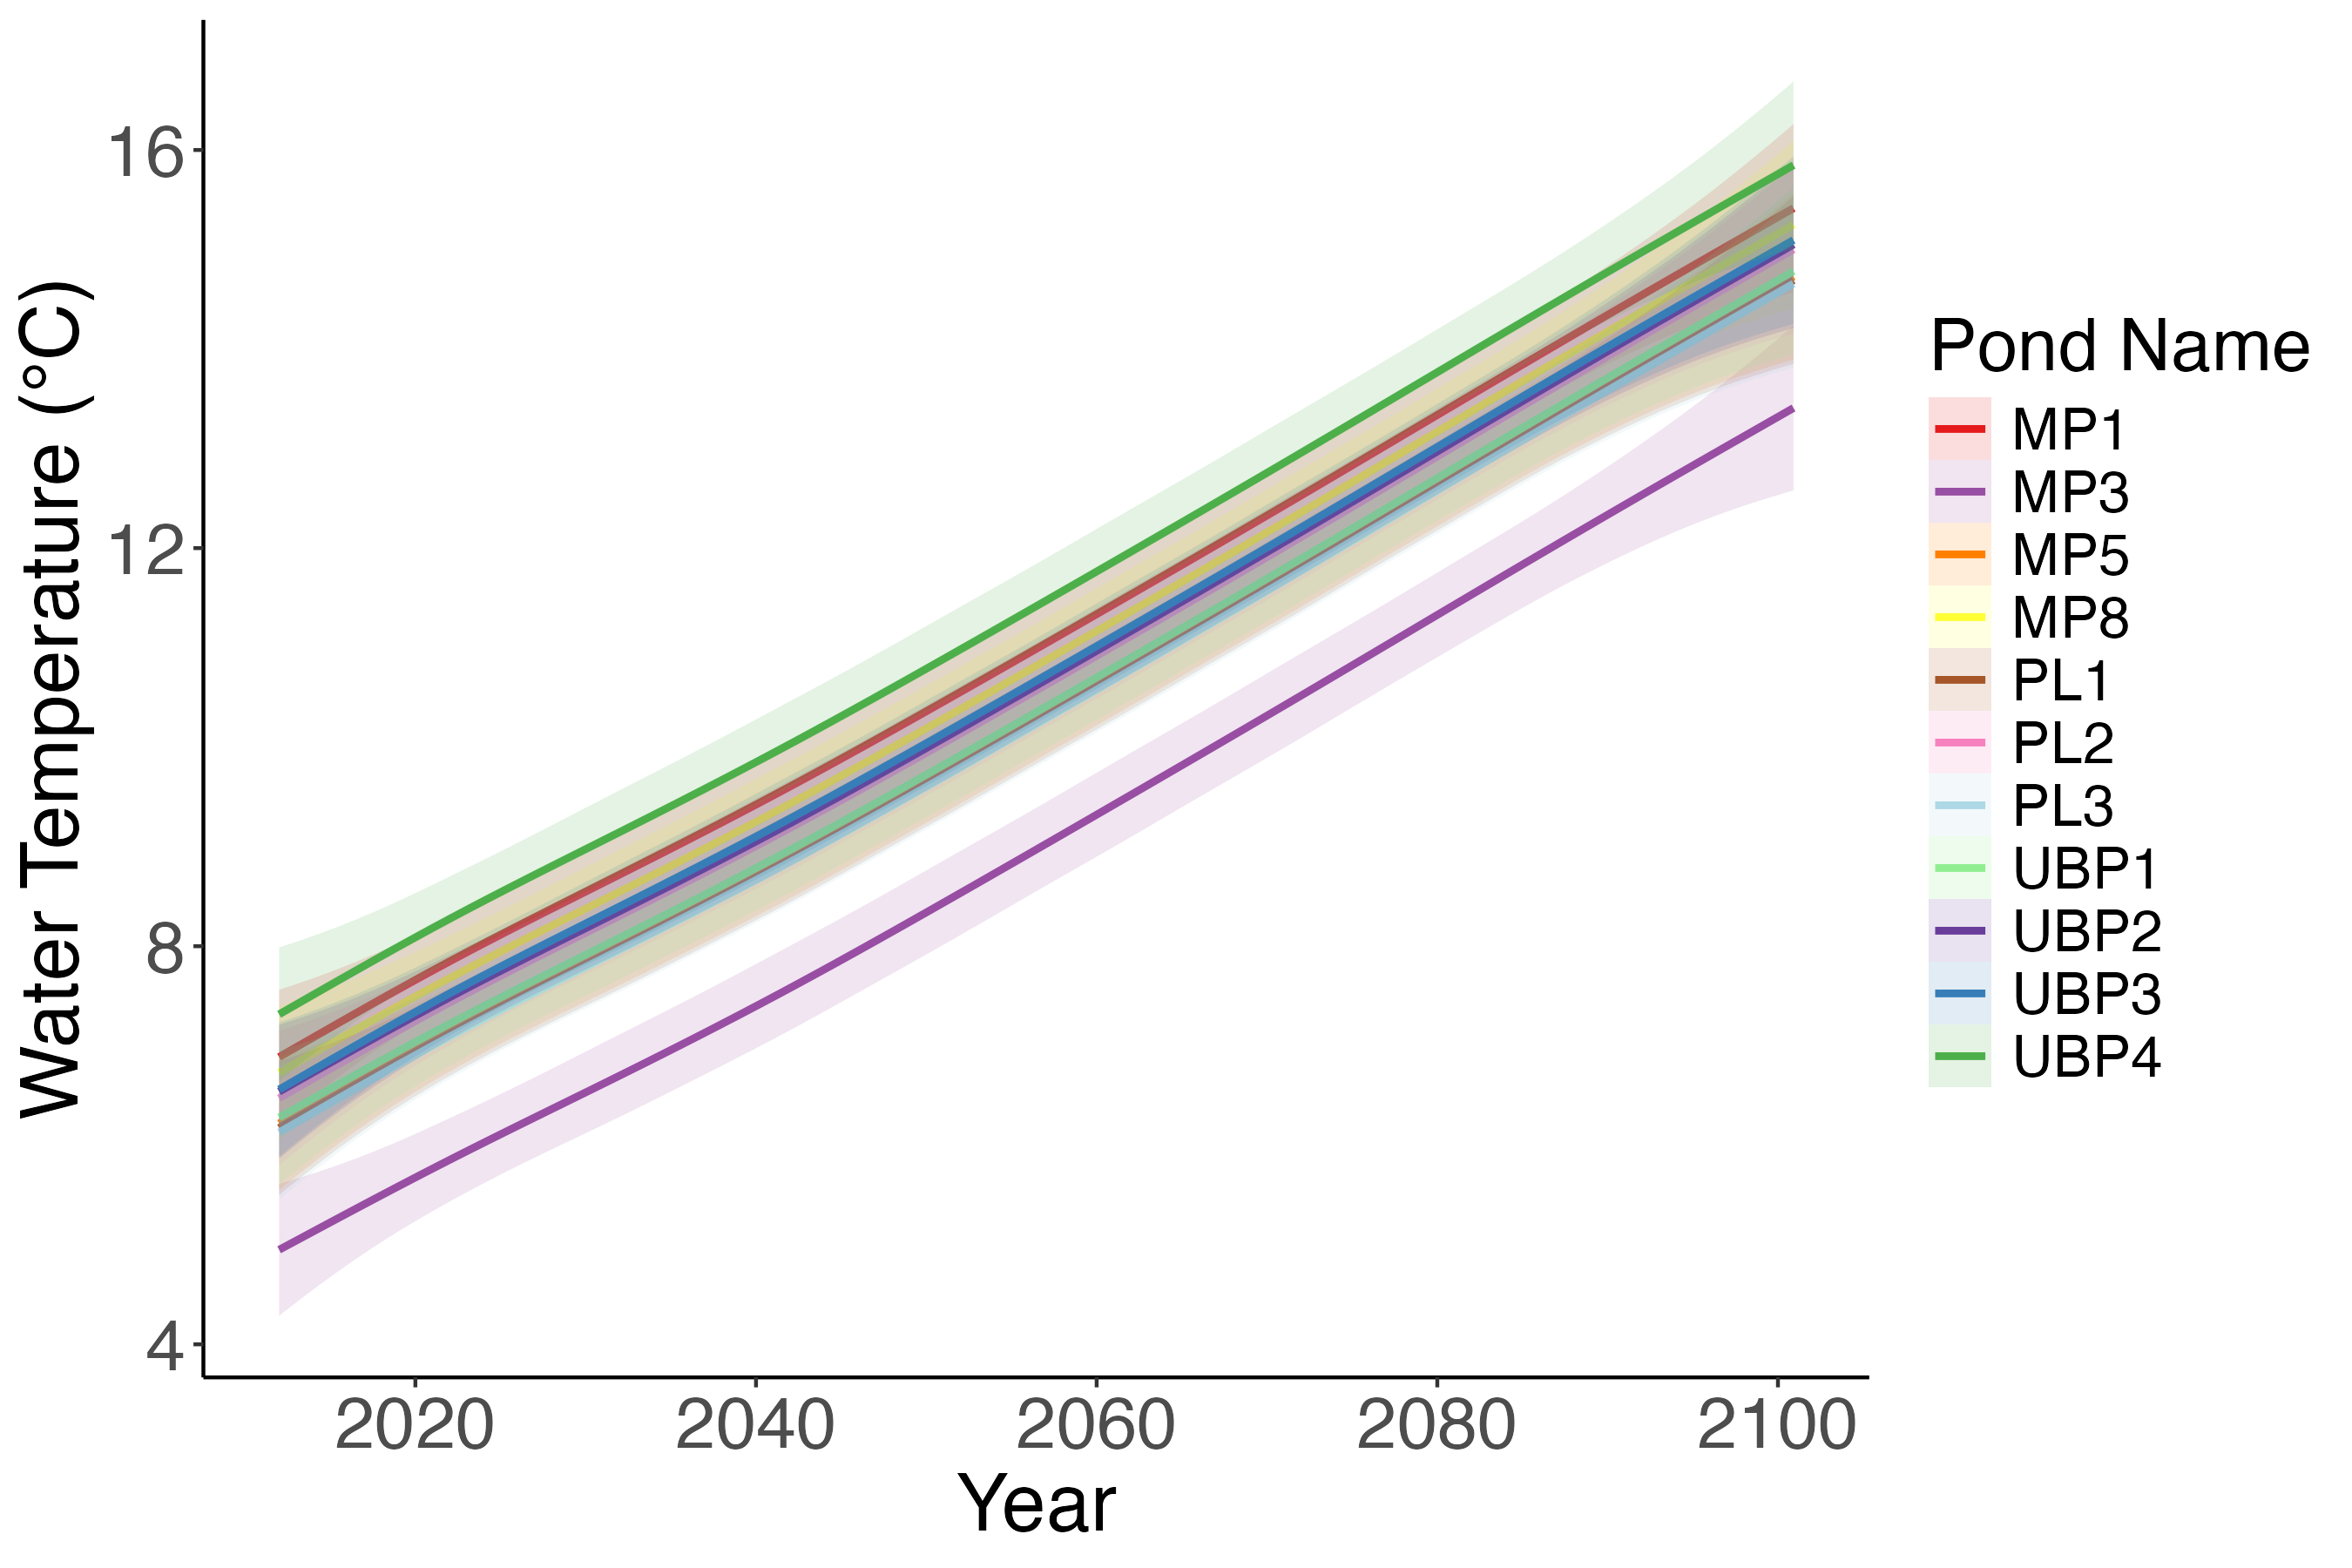 Water Temperature (°C)
16
12
8
4
2020 2040 2060 2080 2100
Year
Pond Name
MP1
MP3
MP5
MP8
PL1
PL2
PL3
UBP1
UBP2
UBP3
UBP4